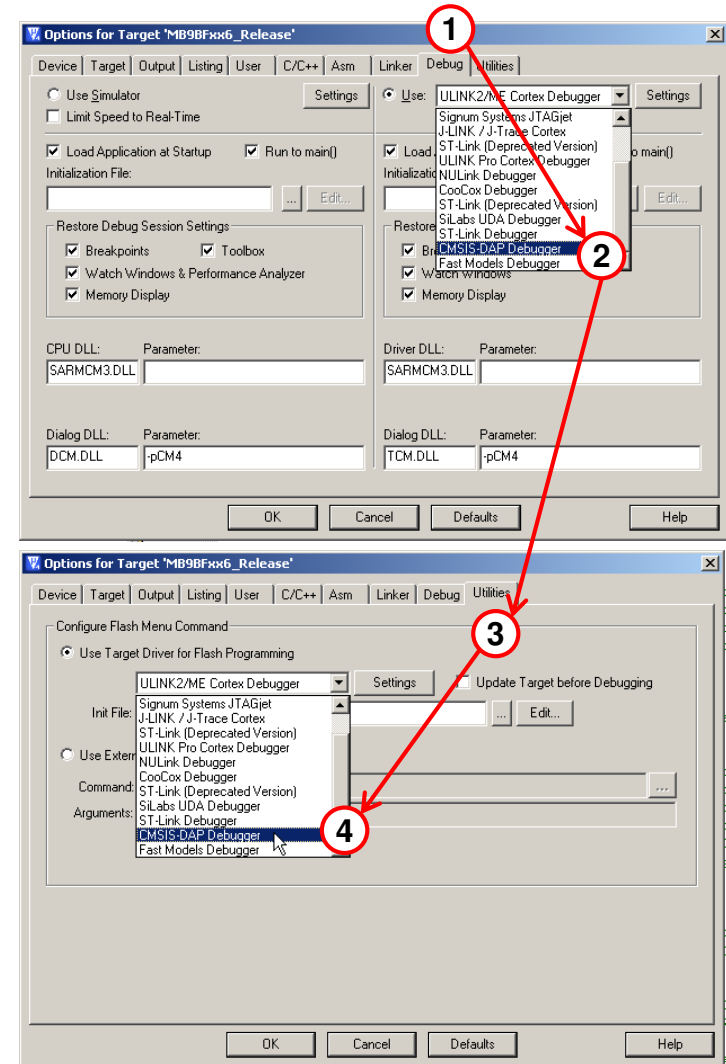 Options for Target 'MB9BFxx6_Release'
1
Device Target Output Listing User C/C++ Asm Linker Debug Utilities
Use Simulator Settings Use: ULINK2/ME Cortex Debugger Settings
Limit Speed to Real-Time
Signum Systems JTAGjet
J-LINK / J-Trace Cortex
ST-Link (Deprecated Version)
ULINK Pro Cortex Debugger
NULink Debugger
CooCox Debugger
ST-Link (Deprecated Version)
SiLabs UDA Debugger
ST-Link Debugger
CMSIS-DAP Debugger
Fast Models Debugger
2
Load Application at Startup Run to main() Load o main()
Initialization File: Initializatio
... Edit... Edit...
Restore Debug Session Settings Restore
Breakpoints Toolbox Br
Watch Windows & Performance Analyzer Watch Windows
Memory Display Memory Display
CPU DLL: Parameter: Driver DLL: Parameter:
SARMCM3.DLL SARMCM3.DLL
Dialog DLL: Parameter: Dialog DLL: Parameter:
DCM.DLL -pCM4 TCM.DLL -pCM4
OK Cancel Defaults Help
Options for Target 'MB9BFxx6_Release'
Device Target Output Listing User C/C++ Asm Linker Debug Utilities
3
Configure Flash Menu Command
Use Target Driver for Flash Programming
ULINK2/ME Cortex Debugger Settings Update Target before Debugging
Signum Systems JTAGjet
J-LINK / J-Trace Cortex
ST-Link (Deprecated Version)
ULINK Pro Cortex Debugger
NULink Debugger
CooCox Debugger
ST-Link (Deprecated Version)
SiLabs UDA Debugger
ST-Link Debugger
CMSIS-DAP Debugger
Fast Models Debugger
4
Init File: ... Edit...
Use Extern
Command: ...
Arguments:
OK Cancel Defaults Help